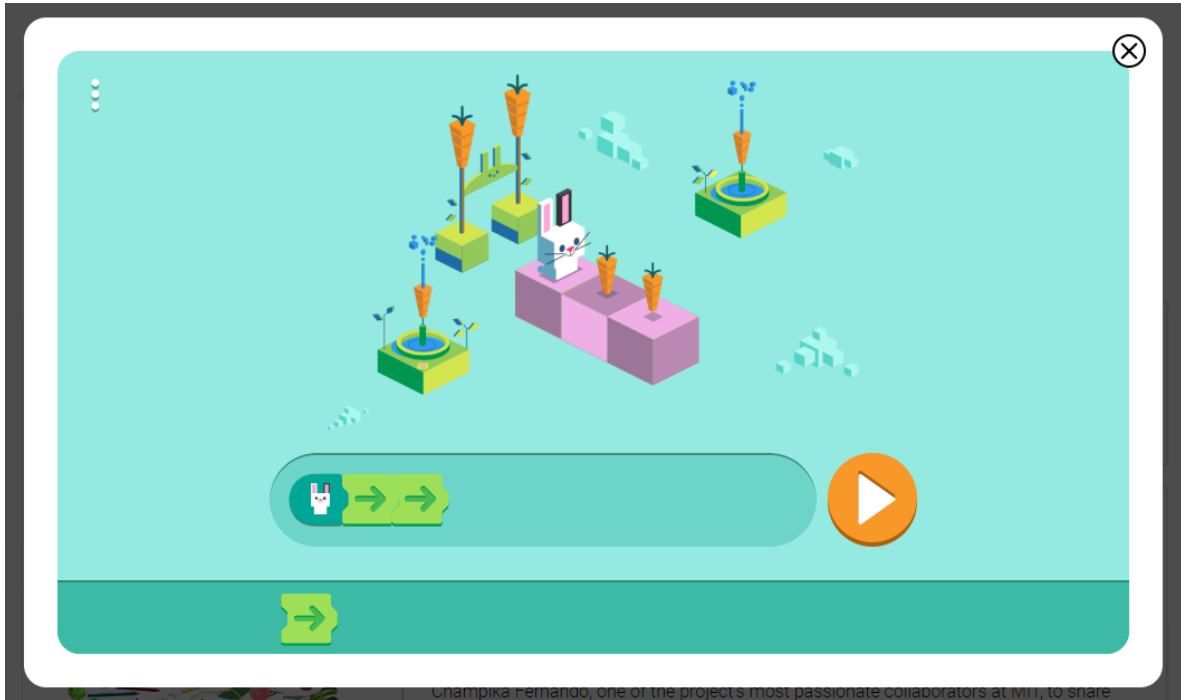 Champika Fernando, one of the project's most passionate collaborators at MIT, to share